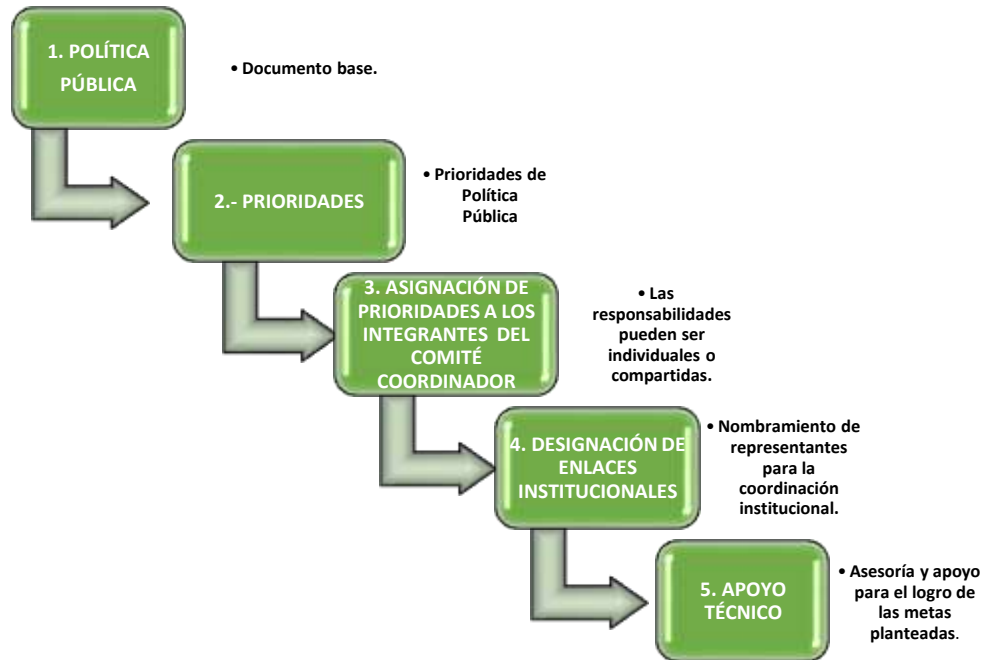 1. POLÍTICA
PÚBLICA
• Documento base.
2.- PRIORIDADES
• Prioridades de
Política
Pública
3. ASIGNACIÓN DE
PRIORIDADES A LOS
INTEGRANTES DEL
COMITÉ
COORDINADOR
• Las
responsabilidades
pueden ser
individuales o
compartidas.
4. DESIGNACIÓN DE
ENLACES
INSTITUCIONALES
• Nombramiento de
representantes
para la
coordinación
institucional.
5. APOYO
TÉCNICO
• Asesoría y apoyo
para el logro de
las metas
planteadas.